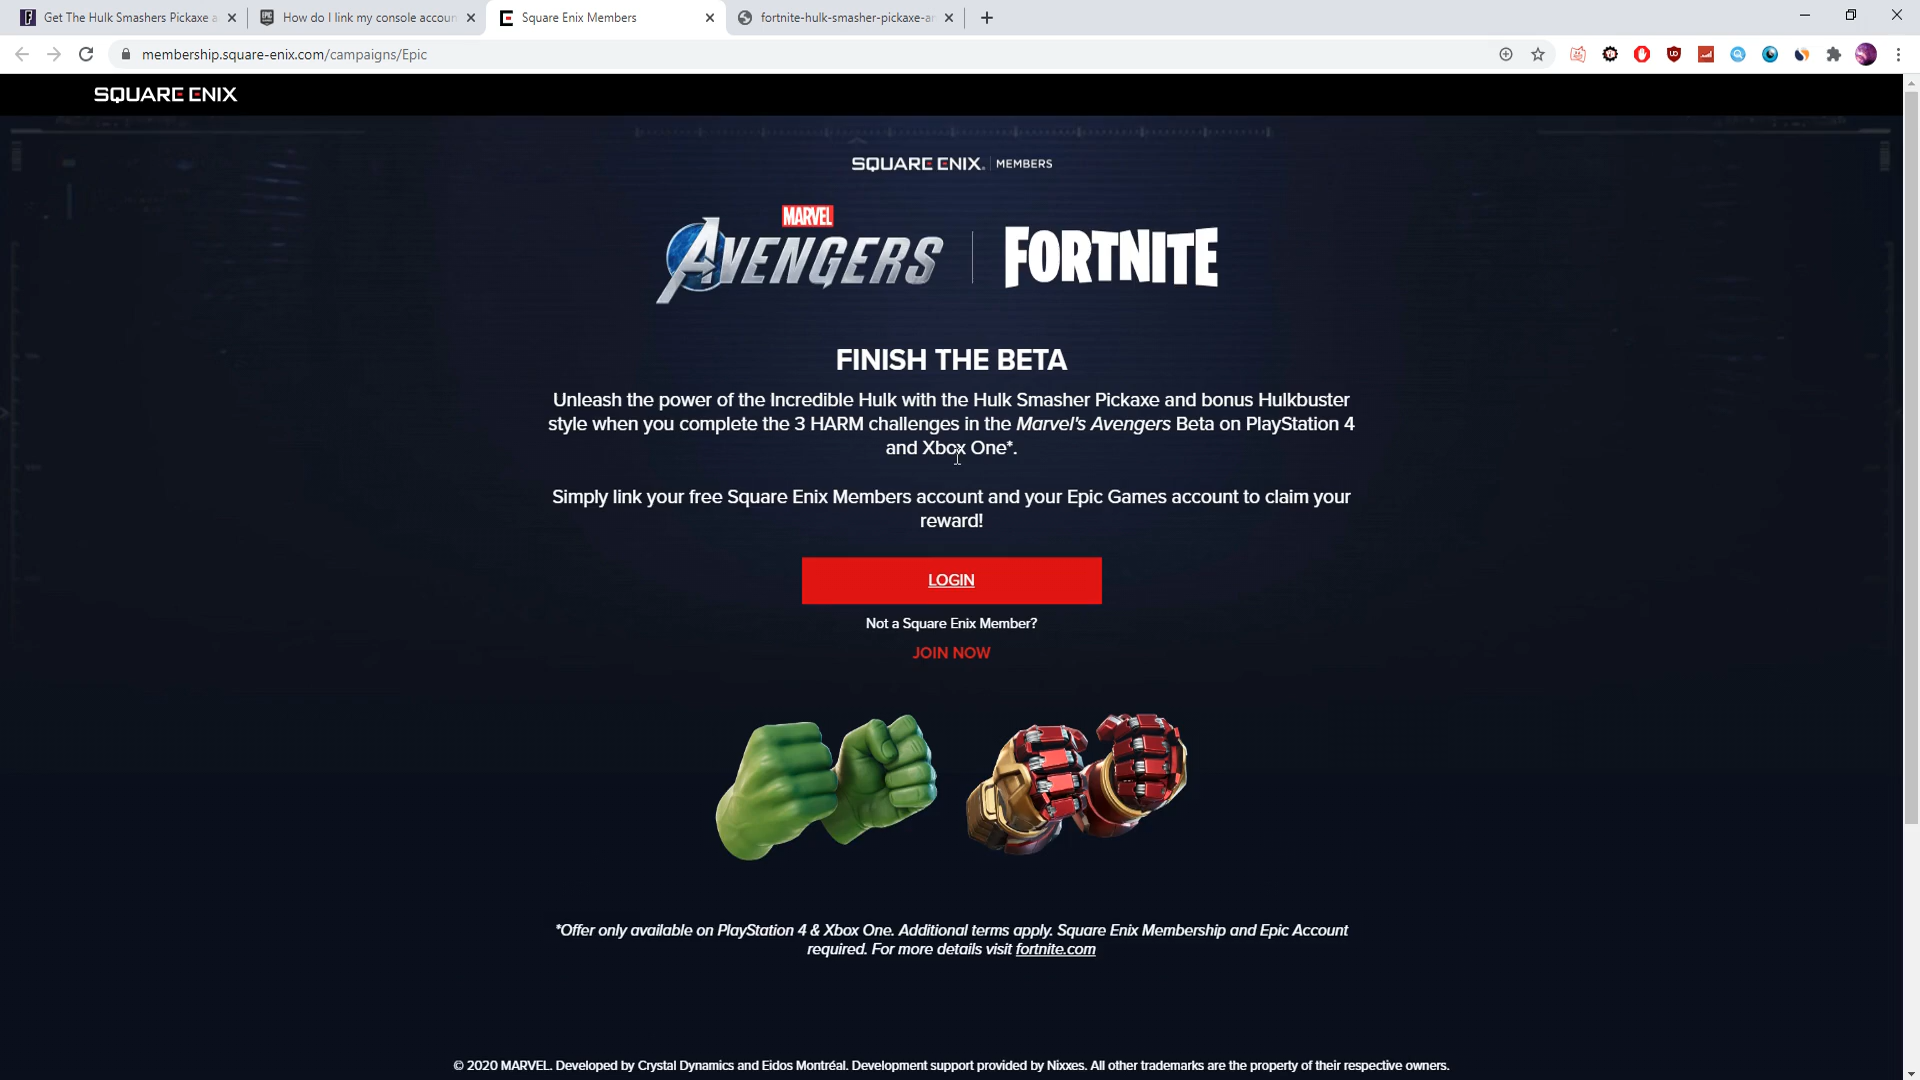 Get The Hulk Smashers Pickaxe a
How do I link my console accoun
Square Enix Members
fortnite-hulk-smasher-pickaxe-ar
membership.square-enix.com/campaigns/Epic
SQUARE ENIX
SQUARE ENIX. MEMBERS
MARVEL
AVENGERS
FORTNITE
FINISH THE BETA
Unleash the power of the Incredible Hulk with the Hulk Smasher Pickaxe and bonus Hulkbuster
style when you complete the 3 HARM challenges in the Marvel's Avengers Beta on PlayStation 4
and Xbox One*.
Simply link your free Square Enix Members account and your Epic Games account to claim your
reward!
LOGIN
Not a Square Enix Member?
JOIN NOW
*Offer only available on PlayStation 4 & Xbox One. Additional terms apply. Square Enix Membership and Epic Account
required. For more details visit fortnite.com
© 2020 MARVEL. Developed by Crystal Dynamics and Eidos Montréal. Development support provided by Nixxes. All other trademarks are the property of their respective owners.